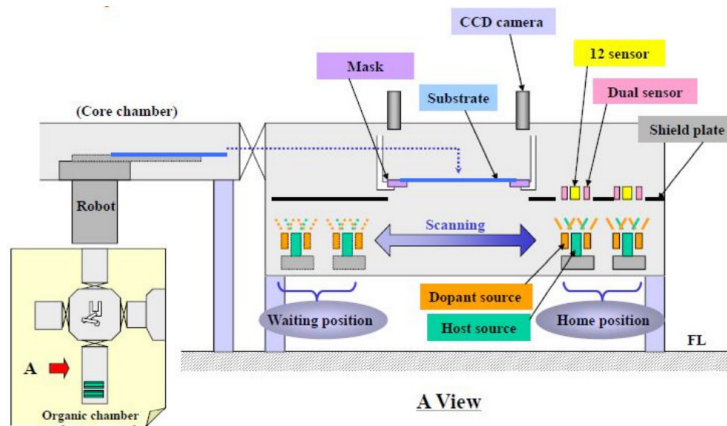 CCD camera
12 sensor
Mask
Dual sensor
Substrate
(Core chamber)
Shield plate
Robot
Scanning
Dopant source
Waiting position
Host source
Home position
FL
A
A View
Organic chamber